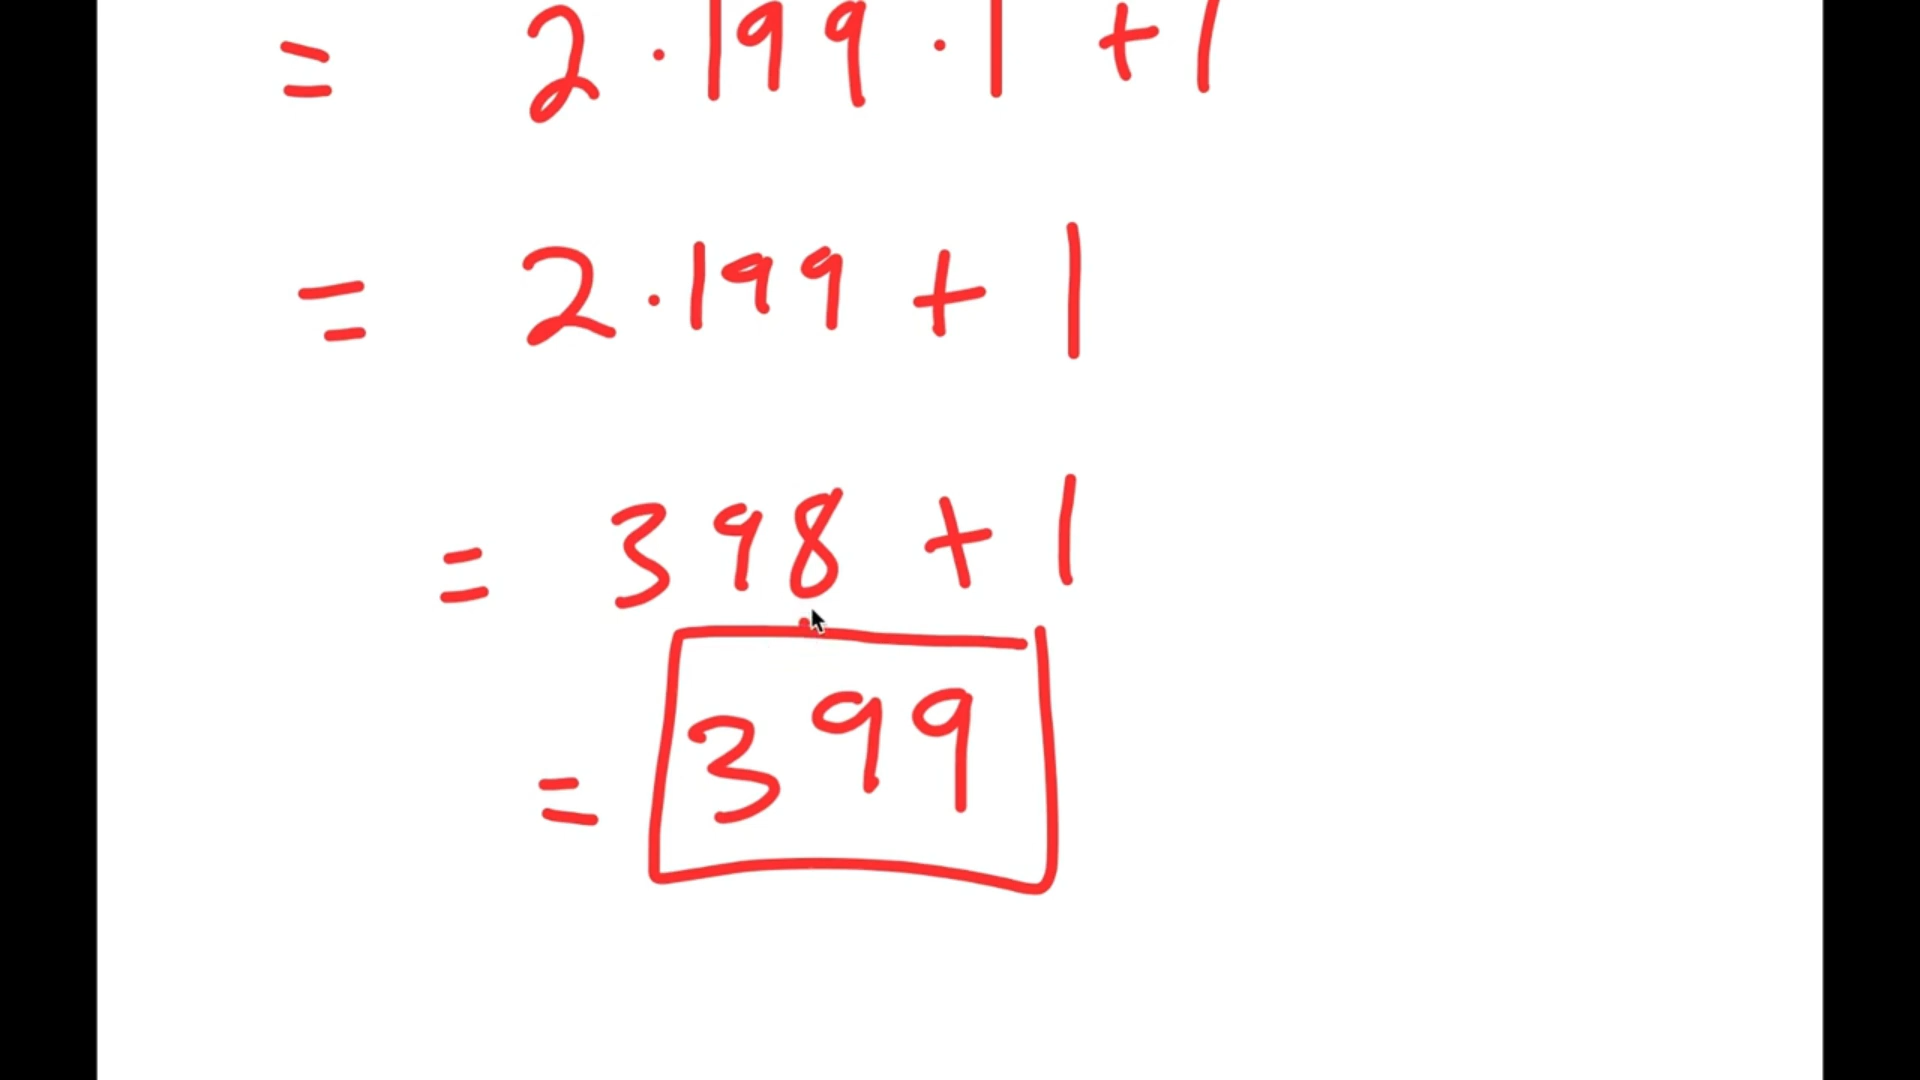 = 2 · 199 · 1 + 1
= 2 · 199 + 1
= 398 + 1
= 399